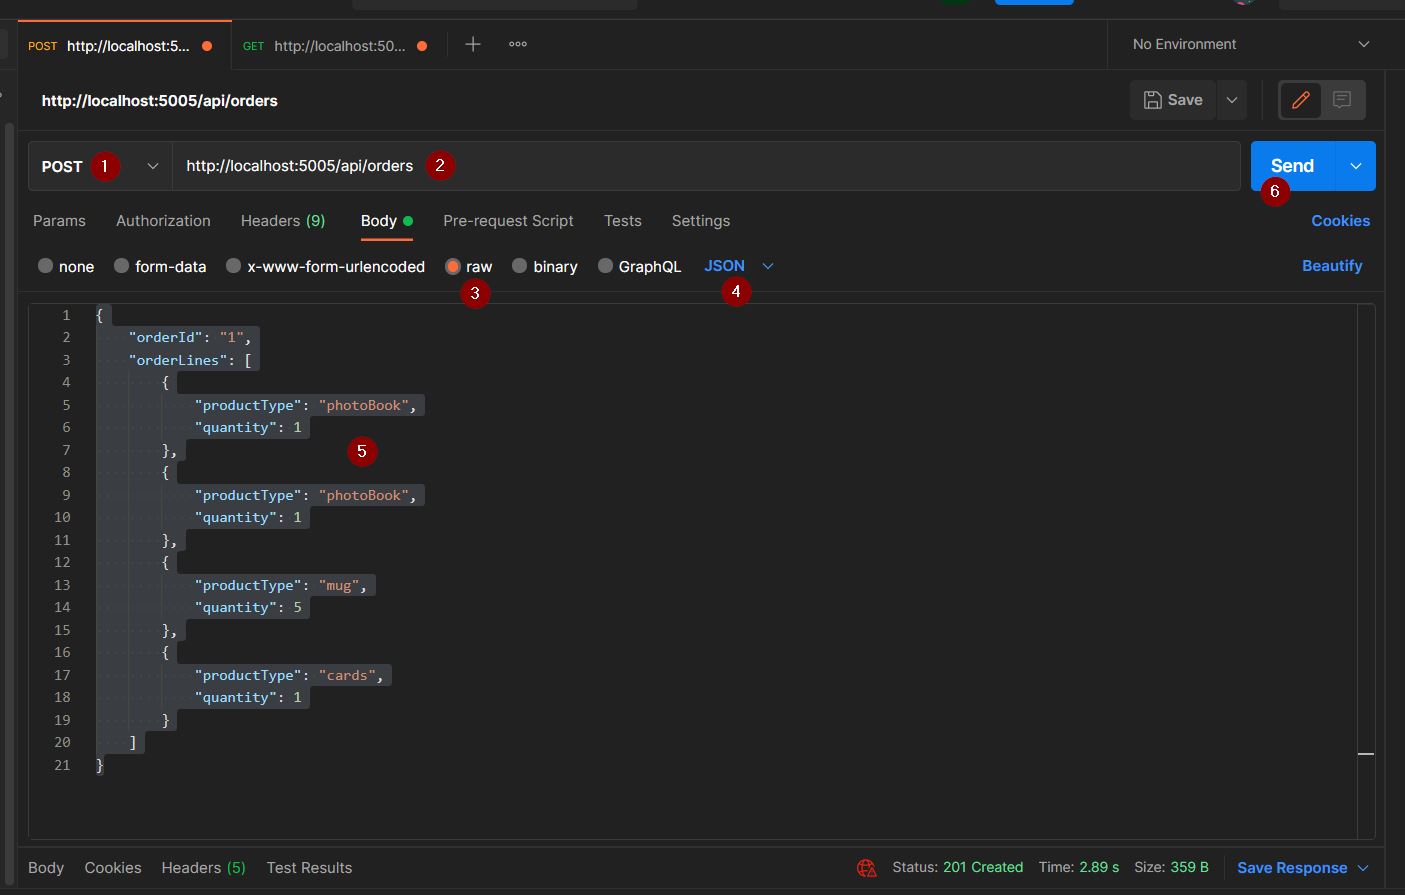 POST http://localhost:5... GET http://localhost:50... No Environment
http://localhost:5005/api/orders Save
POST 1 http://localhost:5005/api/orders 2 Send
6
Params Authorization Headers (9) Body Pre-request Script Tests Settings Cookies
none form-data x-www-form-urlencoded raw binary GraphQL JSON Beautify
3 4
1 {
2 "orderId": "1",
3 "orderLines": [
4 {
5 "productType": "photoBook",
6 "quantity": 1
7 },
5
8 {
9 "productType": "photoBook",
10 "quantity": 1
11 },
12 {
13 "productType": "mug",
14 "quantity": 5
15 },
16 {
17 "productType": "cards",
18 "quantity": 1
19 }
20 ]
21 }
Body Cookies Headers (5) Test Results Status: 201 Created Time: 2.89 s Size: 359 B Save Response